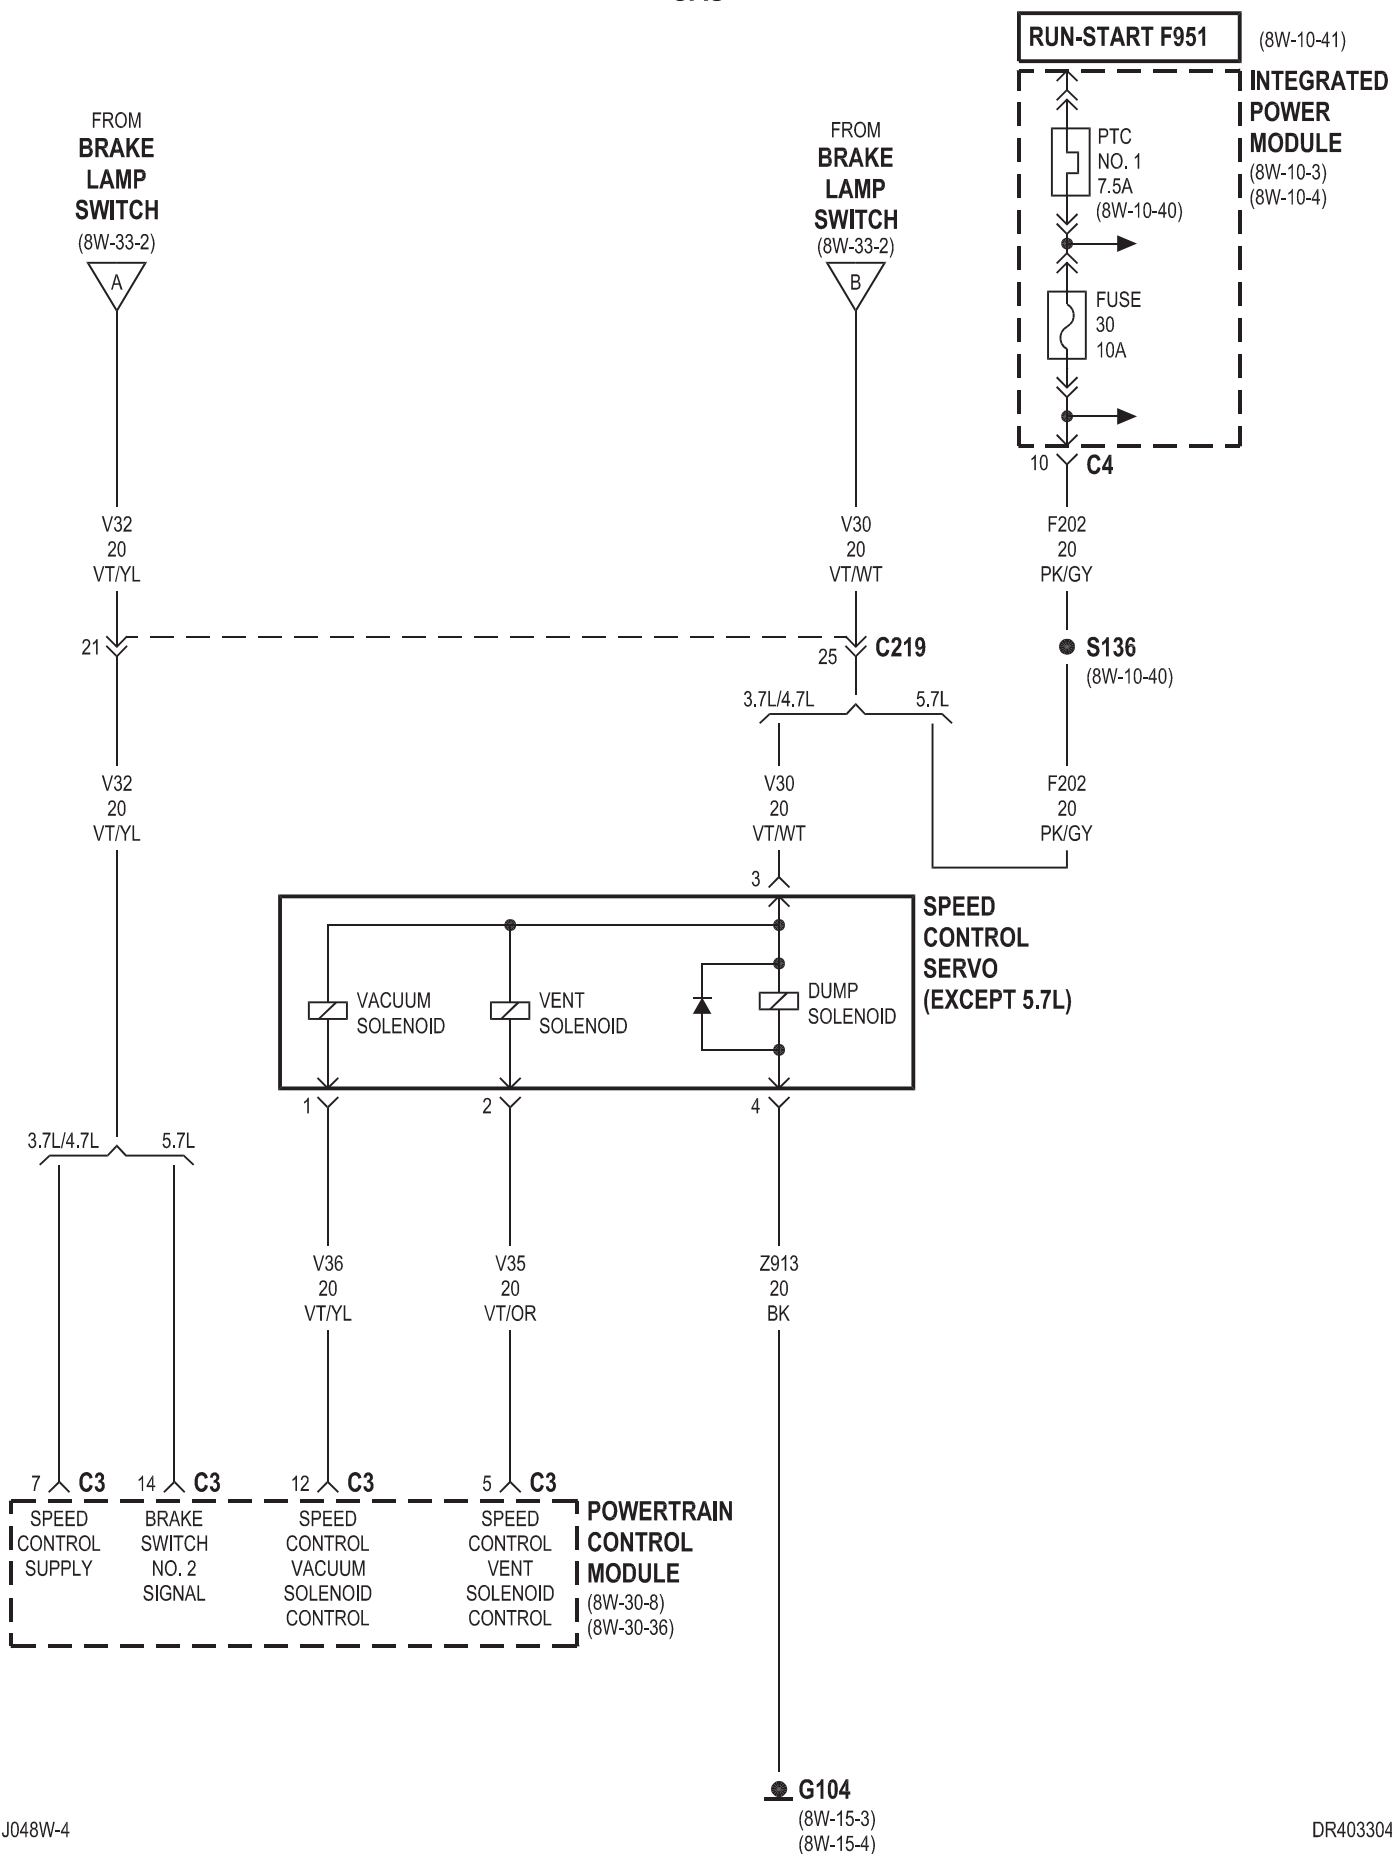 RUN-START F951
(8W-10-41)
INTEGRATED
POWER
MODULE
(8W-10-3)
(8W-10-4)
PTC
NO. 1
7.5A
(8W-10-40)
FUSE
30
10A
10
C4
FROM
BRAKE
LAMP
SWITCH
(8W-33-2)
A
FROM
BRAKE
LAMP
SWITCH
(8W-33-2)
B
V32
20
VT/YL
V30
20
VT/WT
F202
20
PK/GY
21
25
C219
S136
(8W-10-40)
3.7L/4.7L
5.7L
V32
20
VT/YL
V30
20
VT/WT
F202
20
PK/GY
3
SPEED
CONTROL
SERVO
(EXCEPT 5.7L)
VACUUM
SOLENOID
VENT
SOLENOID
DUMP
SOLENOID
1
2
4
3.7L/4.7L
5.7L
V36
20
VT/YL
V35
20
VT/OR
Z913
20
BK
7
C3
14
C3
12
C3
5
C3
SPEED
CONTROL
SUPPLY
BRAKE
SWITCH
NO. 2
SIGNAL
SPEED
CONTROL
VACUUM
SOLENOID
CONTROL
SPEED
CONTROL
VENT
SOLENOID
CONTROL
POWERTRAIN
CONTROL
MODULE
(8W-30-8)
(8W-30-36)
G104
(8W-15-3)
(8W-15-4)
J048W-4
DR403304